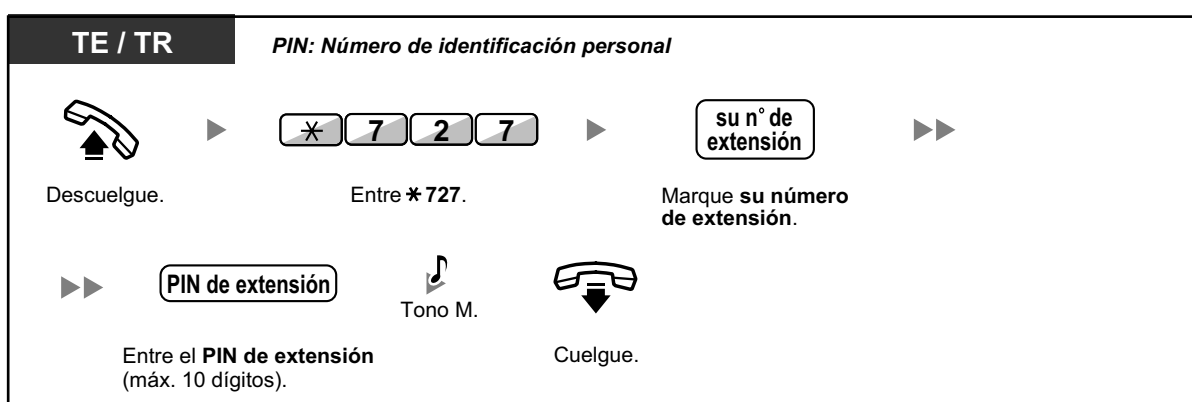 TE / TR
PIN: Número de identificación personal
* 7 2 7
su n° de
extensión
Descuelgue.
Entre * 727.
Marque su número
de extensión.
PIN de extensión
Tono M.
Entre el PIN de extensión
(máx. 10 dígitos).
Cuelgue.